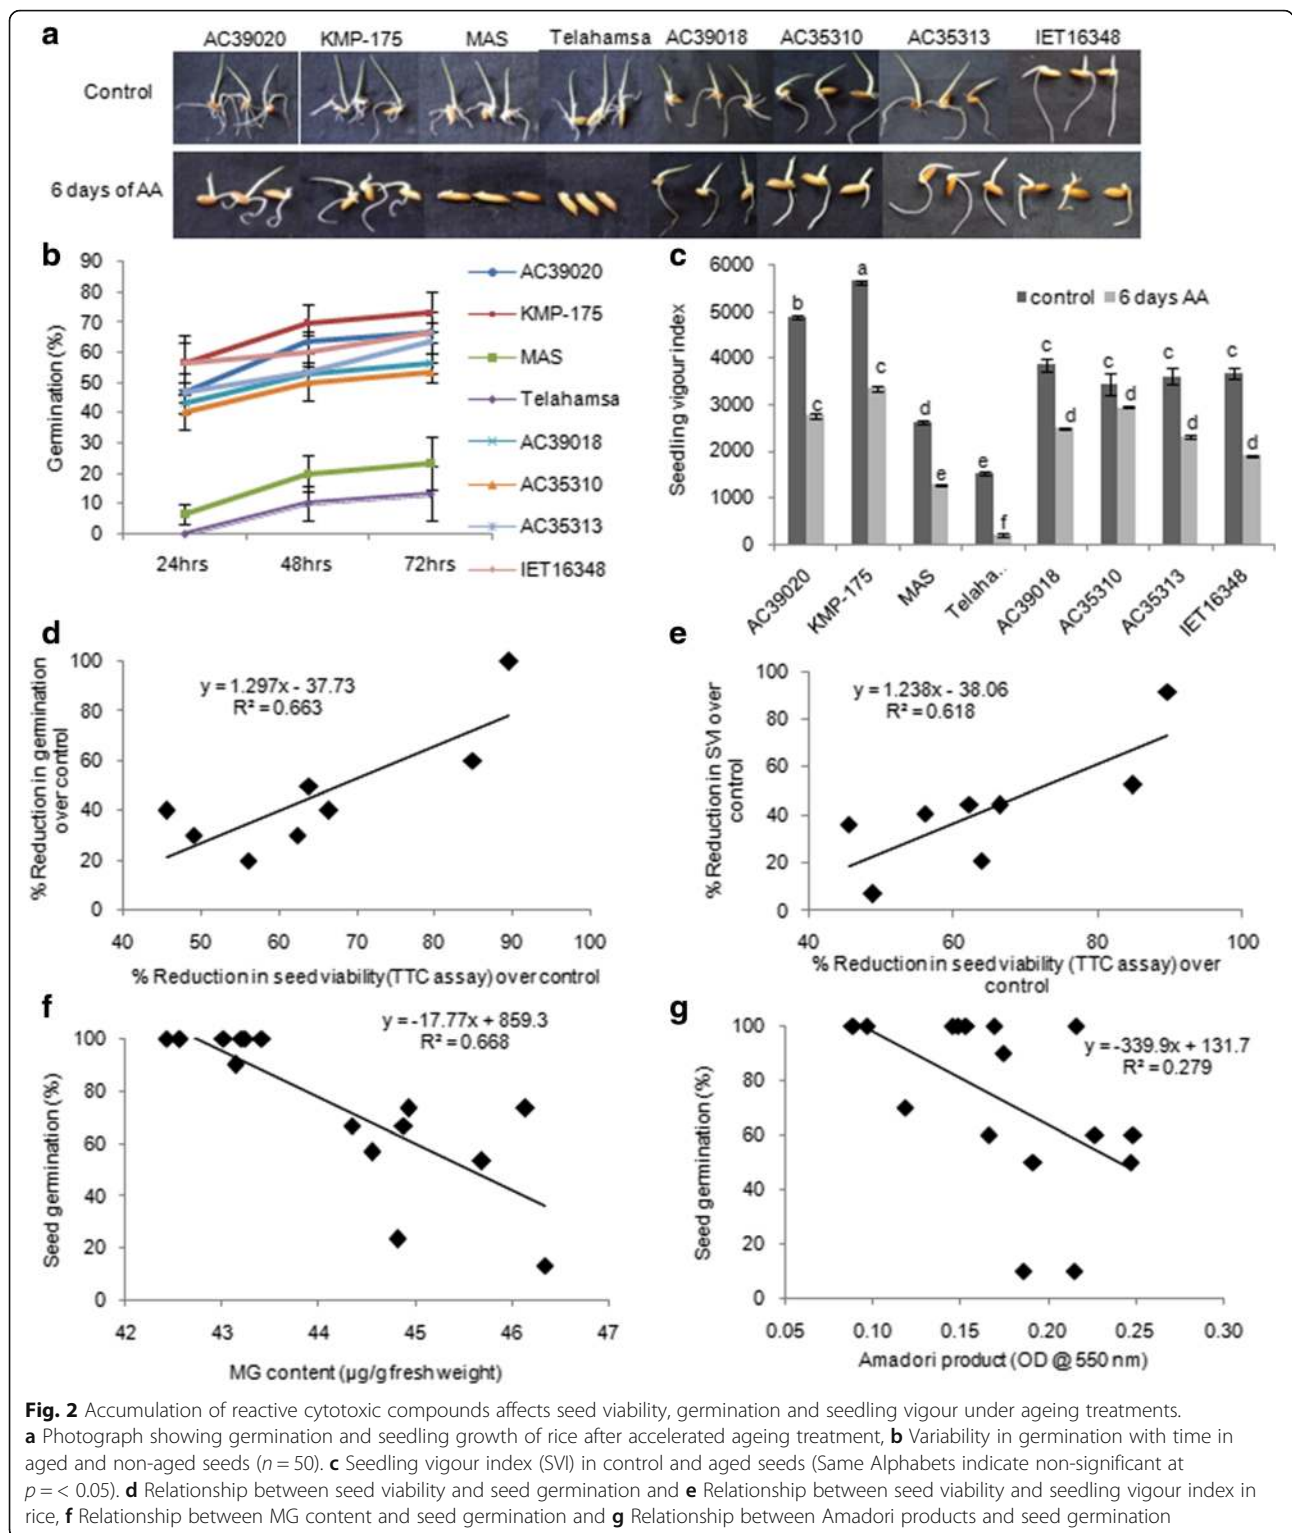 a
AC39020 KMP-175 MAS Telahamsa AC39018 AC35310 AC35313 IET16348
Control
6 days of AA
b
Germination (%)
90
80
70
60
50
40
30
20
10
0
24hrs 48hrs 72hrs
AC39020
KMP-175
MAS
Telahamsa
AC39018
AC35310
AC35313
IET16348
c
Seedling vigour index
6000
5000
4000
3000
2000
1000
0
control 6 days AA
b c a c d e e f c d c d c d c d
AC39020 KMP-175 MAS Telaha.. AC39018 AC35310 AC35313 IET16348
d
% Reduction in germination
over control
100
80
60
40
20
0
y = 1.297x - 37.73
R² = 0.663
40 50 60 70 80 90 100
% Reduction in seed viability (TTC assay) over control
e
% Reduction in SVI over
control
100
80
60
40
20
0
y = 1.238x - 38.06
R² = 0.618
40 60 80 100
% Reduction in seed viability (TTC assay) over
control
f
Seed germination (%)
100
80
60
40
20
0
y = -17.77x + 859.3
R² = 0.668
42 43 44 45 46 47
MG content (µg/g fresh weight)
g
Seed germination (%)
100
80
60
40
20
0
y = -339.9x + 131.7
R² = 0.279
0.05 0.10 0.15 0.20 0.25 0.30
Amadori product (OD @ 550 nm)
Fig. 2 Accumulation of reactive cytotoxic compounds affects seed viability, germination and seedling vigour under ageing treatments.
a Photograph showing germination and seedling growth of rice after accelerated ageing treatment, b Variability in germination with time in
aged and non-aged seeds (n = 50). c Seedling vigour index (SVI) in control and aged seeds (Same Alphabets indicate non-significant at
p = < 0.05). d Relationship between seed viability and seed germination and e Relationship between seed viability and seedling vigour index in
rice, f Relationship between MG content and seed germination and g Relationship between Amadori products and seed germination